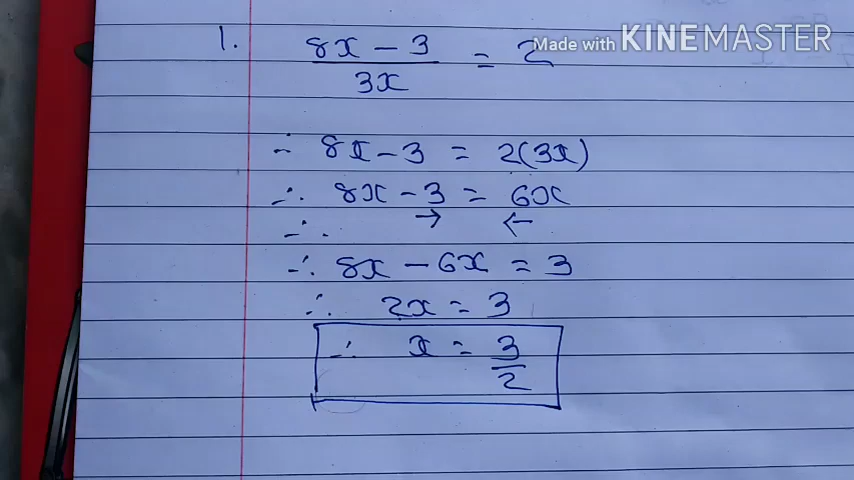 1. 8x - 3 / 3x = 2
Made with KINEMASTER
∴ 8x - 3 = 2(3x)
∴ 8x - 3 = 6x
∴. → ←
∴ 8x - 6x = 3
∴ 2x = 3
∴ x = 3/2